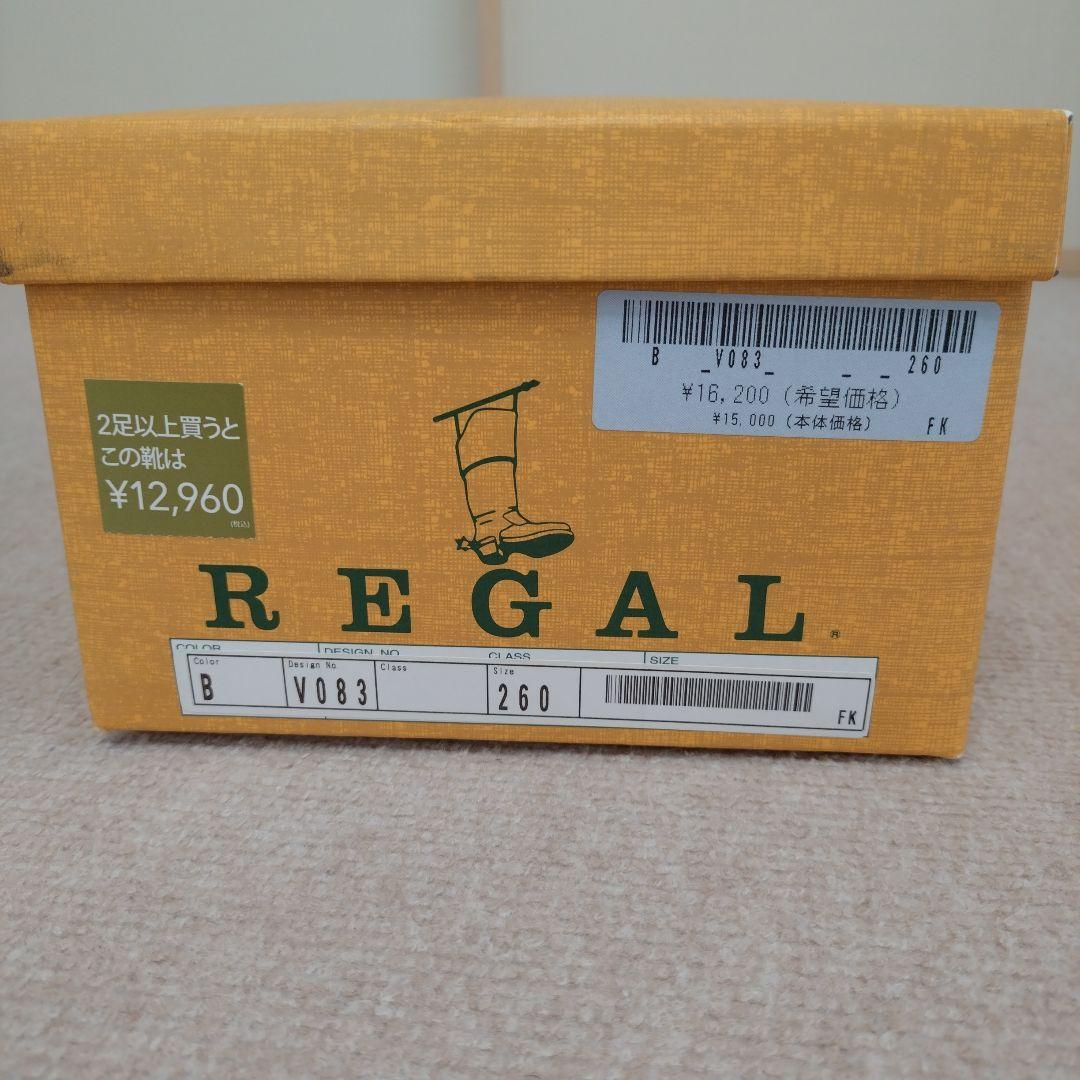 B _V083_ _ _ 260
¥16,200 (希望価格)
¥15,000 (本体価格)
FK
2足以上買うと
この靴は
¥12,960
(税込)
REGAL®
COLOR DESIGN NO. CLASS SIZE
Color Design No. Class Size
B V083 260
FK